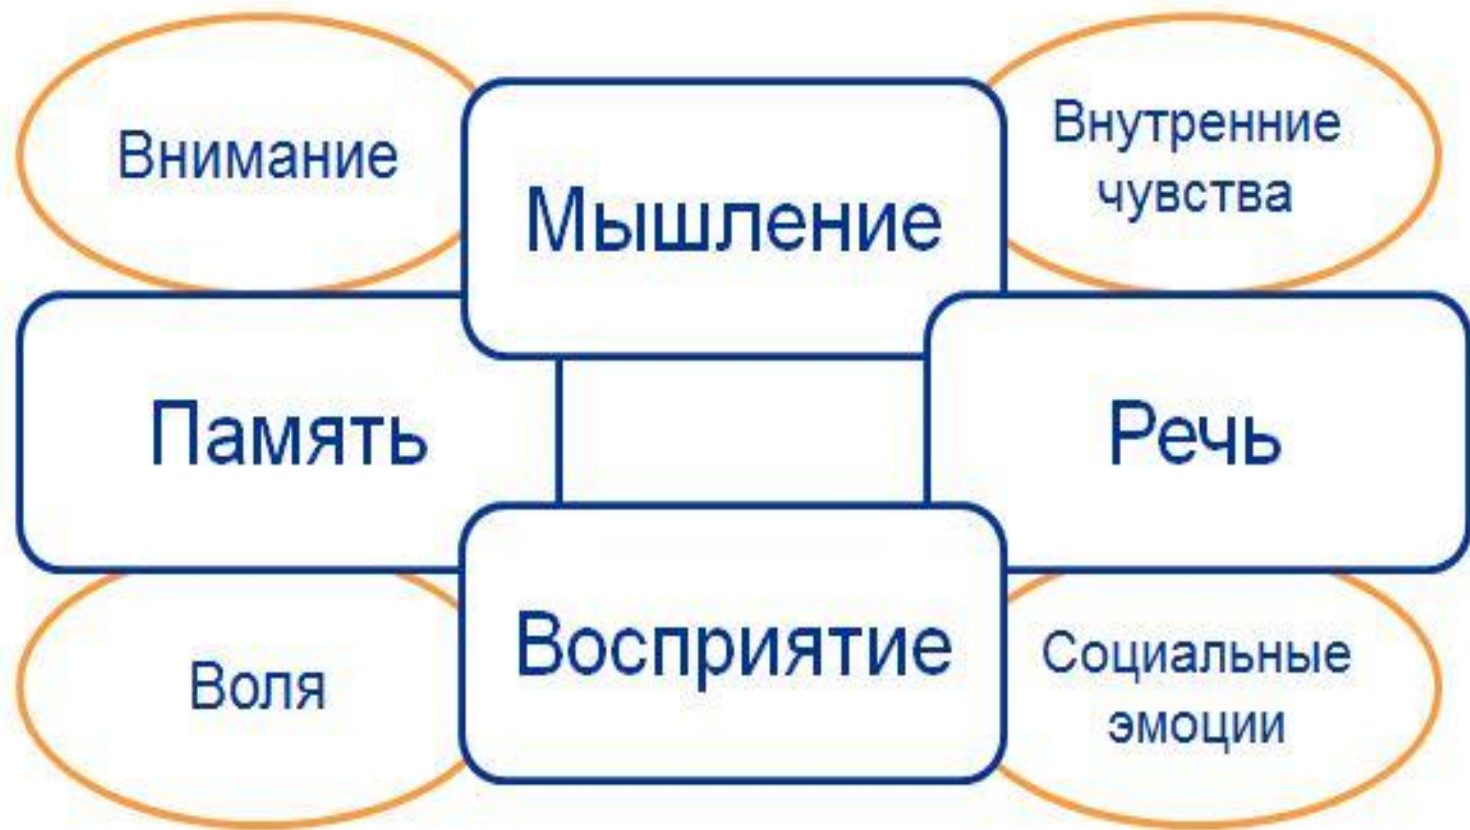 Внимание
Мышление
Внутренние
чувства
Память
Речь
Воля
Восприятие
Социальные
эмоции